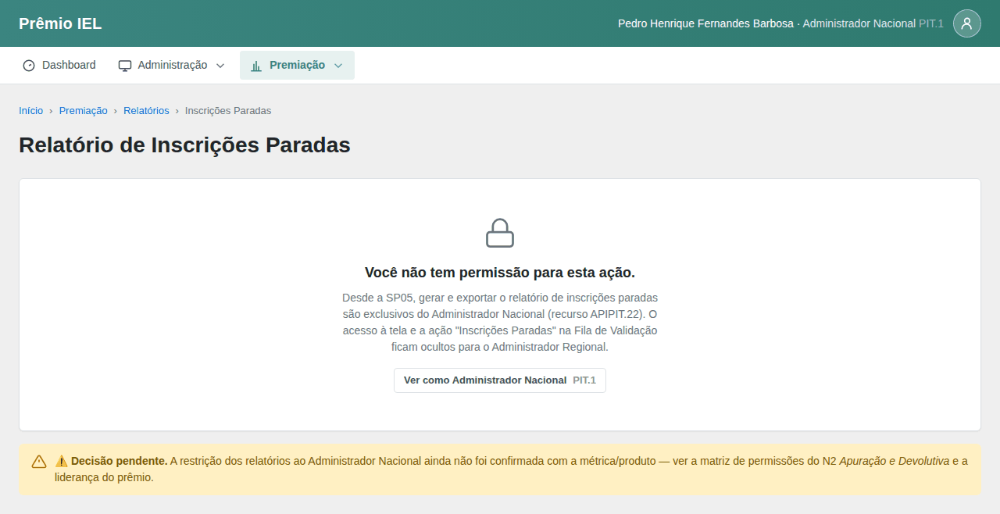 Prêmio IEL
Pedro Henrique Fernandes Barbosa · Administrador Nacional PIT.1
Dashboard
Administração
Premiação
Início › Premiação › Relatórios › Inscrições Paradas
Relatório de Inscrições Paradas
Você não tem permissão para esta ação.
Desde a SP05, gerar e exportar o relatório de inscrições paradas
são exclusivos do Administrador Nacional (recurso APIPIT.22). O
acesso à tela e a ação "Inscrições Paradas" na Fila de Validação
ficam ocultos para o Administrador Regional.
Ver como Administrador Nacional PIT.1
⚠️ Decisão pendente. A restrição dos relatórios ao Administrador Nacional ainda não foi confirmada com a métrica/produto — ver a matriz de permissões do N2 Apuração e Devolutiva e a
liderança do prêmio.